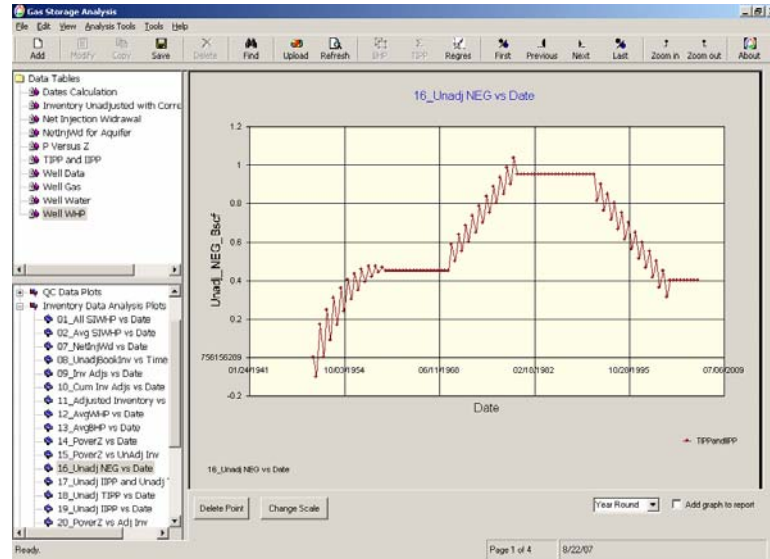 Gas Storage Analysis
File Edit View Analysis Tools Tools Help
Add Modify Copy Save Delete Find Upload Refresh BHP TIPP Regres First Previous Next Last Zoom in Zoom out About
Data Tables
Dates Calculation
Inventory Unadjusted with Corre
Net Injection Widrawal
NetInjWd for Aquifer
P Versus Z
TIPP and IIPP
Well Data
Well Gas
Well Water
Well WHP
QC Data Plots
Inventory Data Analysis Plots
01_All SIWHP vs Date
02_Avg SIWHP vs Date
07_NetInjWd vs Date
08_UnadjBookInv vs Time
09_Inv Adjs vs Date
10_Cum Inv Adjs vs Date
11_Adjusted Inventory vs
12_AvgWHP vs Date
13_AvgBHP vs Date
14_PoverZ vs Date
15_PoverZ vs UnAdj Inv
16_Unadj NEG vs Date
17_Unadj IIPP and Unadj
18_Unadj TIPP vs Date
19_Unadj IIPP vs Date
20_PoverZ vs Adj Inv
16_Unadj NEG vs Date
Unadj_NEG_Bscf
1.2
1
0.8
0.6
0.4
0.2
756156209
-0.2
01/24/1941 10/03/1954 06/11/1968 02/18/1982 10/28/1995 07/06/2009
Date
TIPPandIIPP
16_Unadj NEG vs Date
Delete Point Change Scale Year Round Add graph to report
Ready. Page 1 of 4 8/22/07